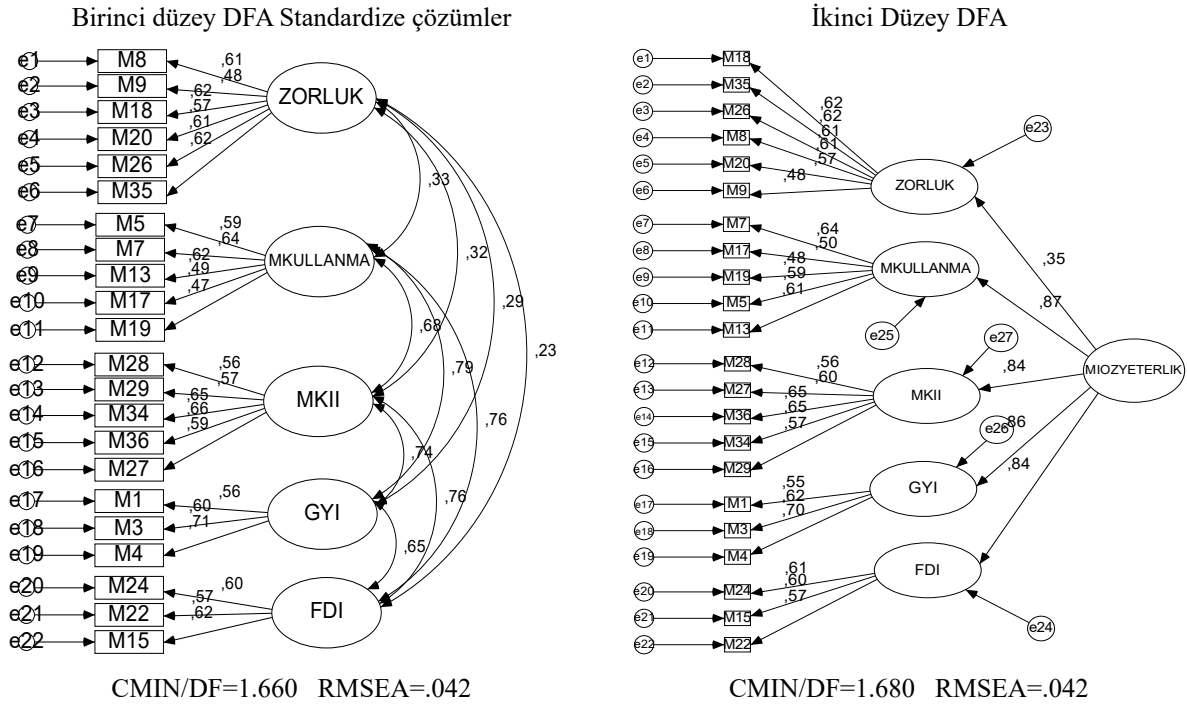 Birinci düzey DFA Standardize çözümler
e1 M8 ,61
e2 M9 ,48
e3 M18 ,62
e4 M20 ,57
e5 M26 ,61
e6 M35 ,62
ZORLUK
e7 M5 ,59
e8 M7 ,64
e9 M13 ,62
e10 M17 ,49
e11 M19 ,47
MKULLANMA
e12 M28 ,56
e13 M29 ,57
e14 M34 ,65
e15 M36 ,66
e16 M27 ,59
MKII
e17 M1 ,56
e18 M3 ,60
e19 M4 ,71
GYI
e20 M24 ,60
e21 M22 ,57
e22 M15 ,62
FDI
,33
,32
,29
,23
,68
,79
,76
,74
,76
,65
CMIN/DF=1.660 RMSEA=.042
İkinci Düzey DFA
e1 M18 ,62
e2 M35 ,62
e3 M26 ,61
e4 M8 ,61
e5 M20 ,57
e6 M9 ,48
ZORLUK
e23
e7 M7 ,64
e8 M17 ,50
e9 M19 ,48
e10 M5 ,59
e11 M13 ,61
MKULLANMA
e25
e12 M28 ,56
e13 M27 ,60
e14 M36 ,65
e15 M34 ,65
e16 M29 ,57
MKII
e27
e17 M1 ,55
e18 M3 ,62
e19 M4 ,70
GYI
e26
e20 M24 ,61
e21 M15 ,60
e22 M22 ,57
FDI
e24
,35
,87
,84
,86
,84
MIOZYETERLIK
CMIN/DF=1.680 RMSEA=.042